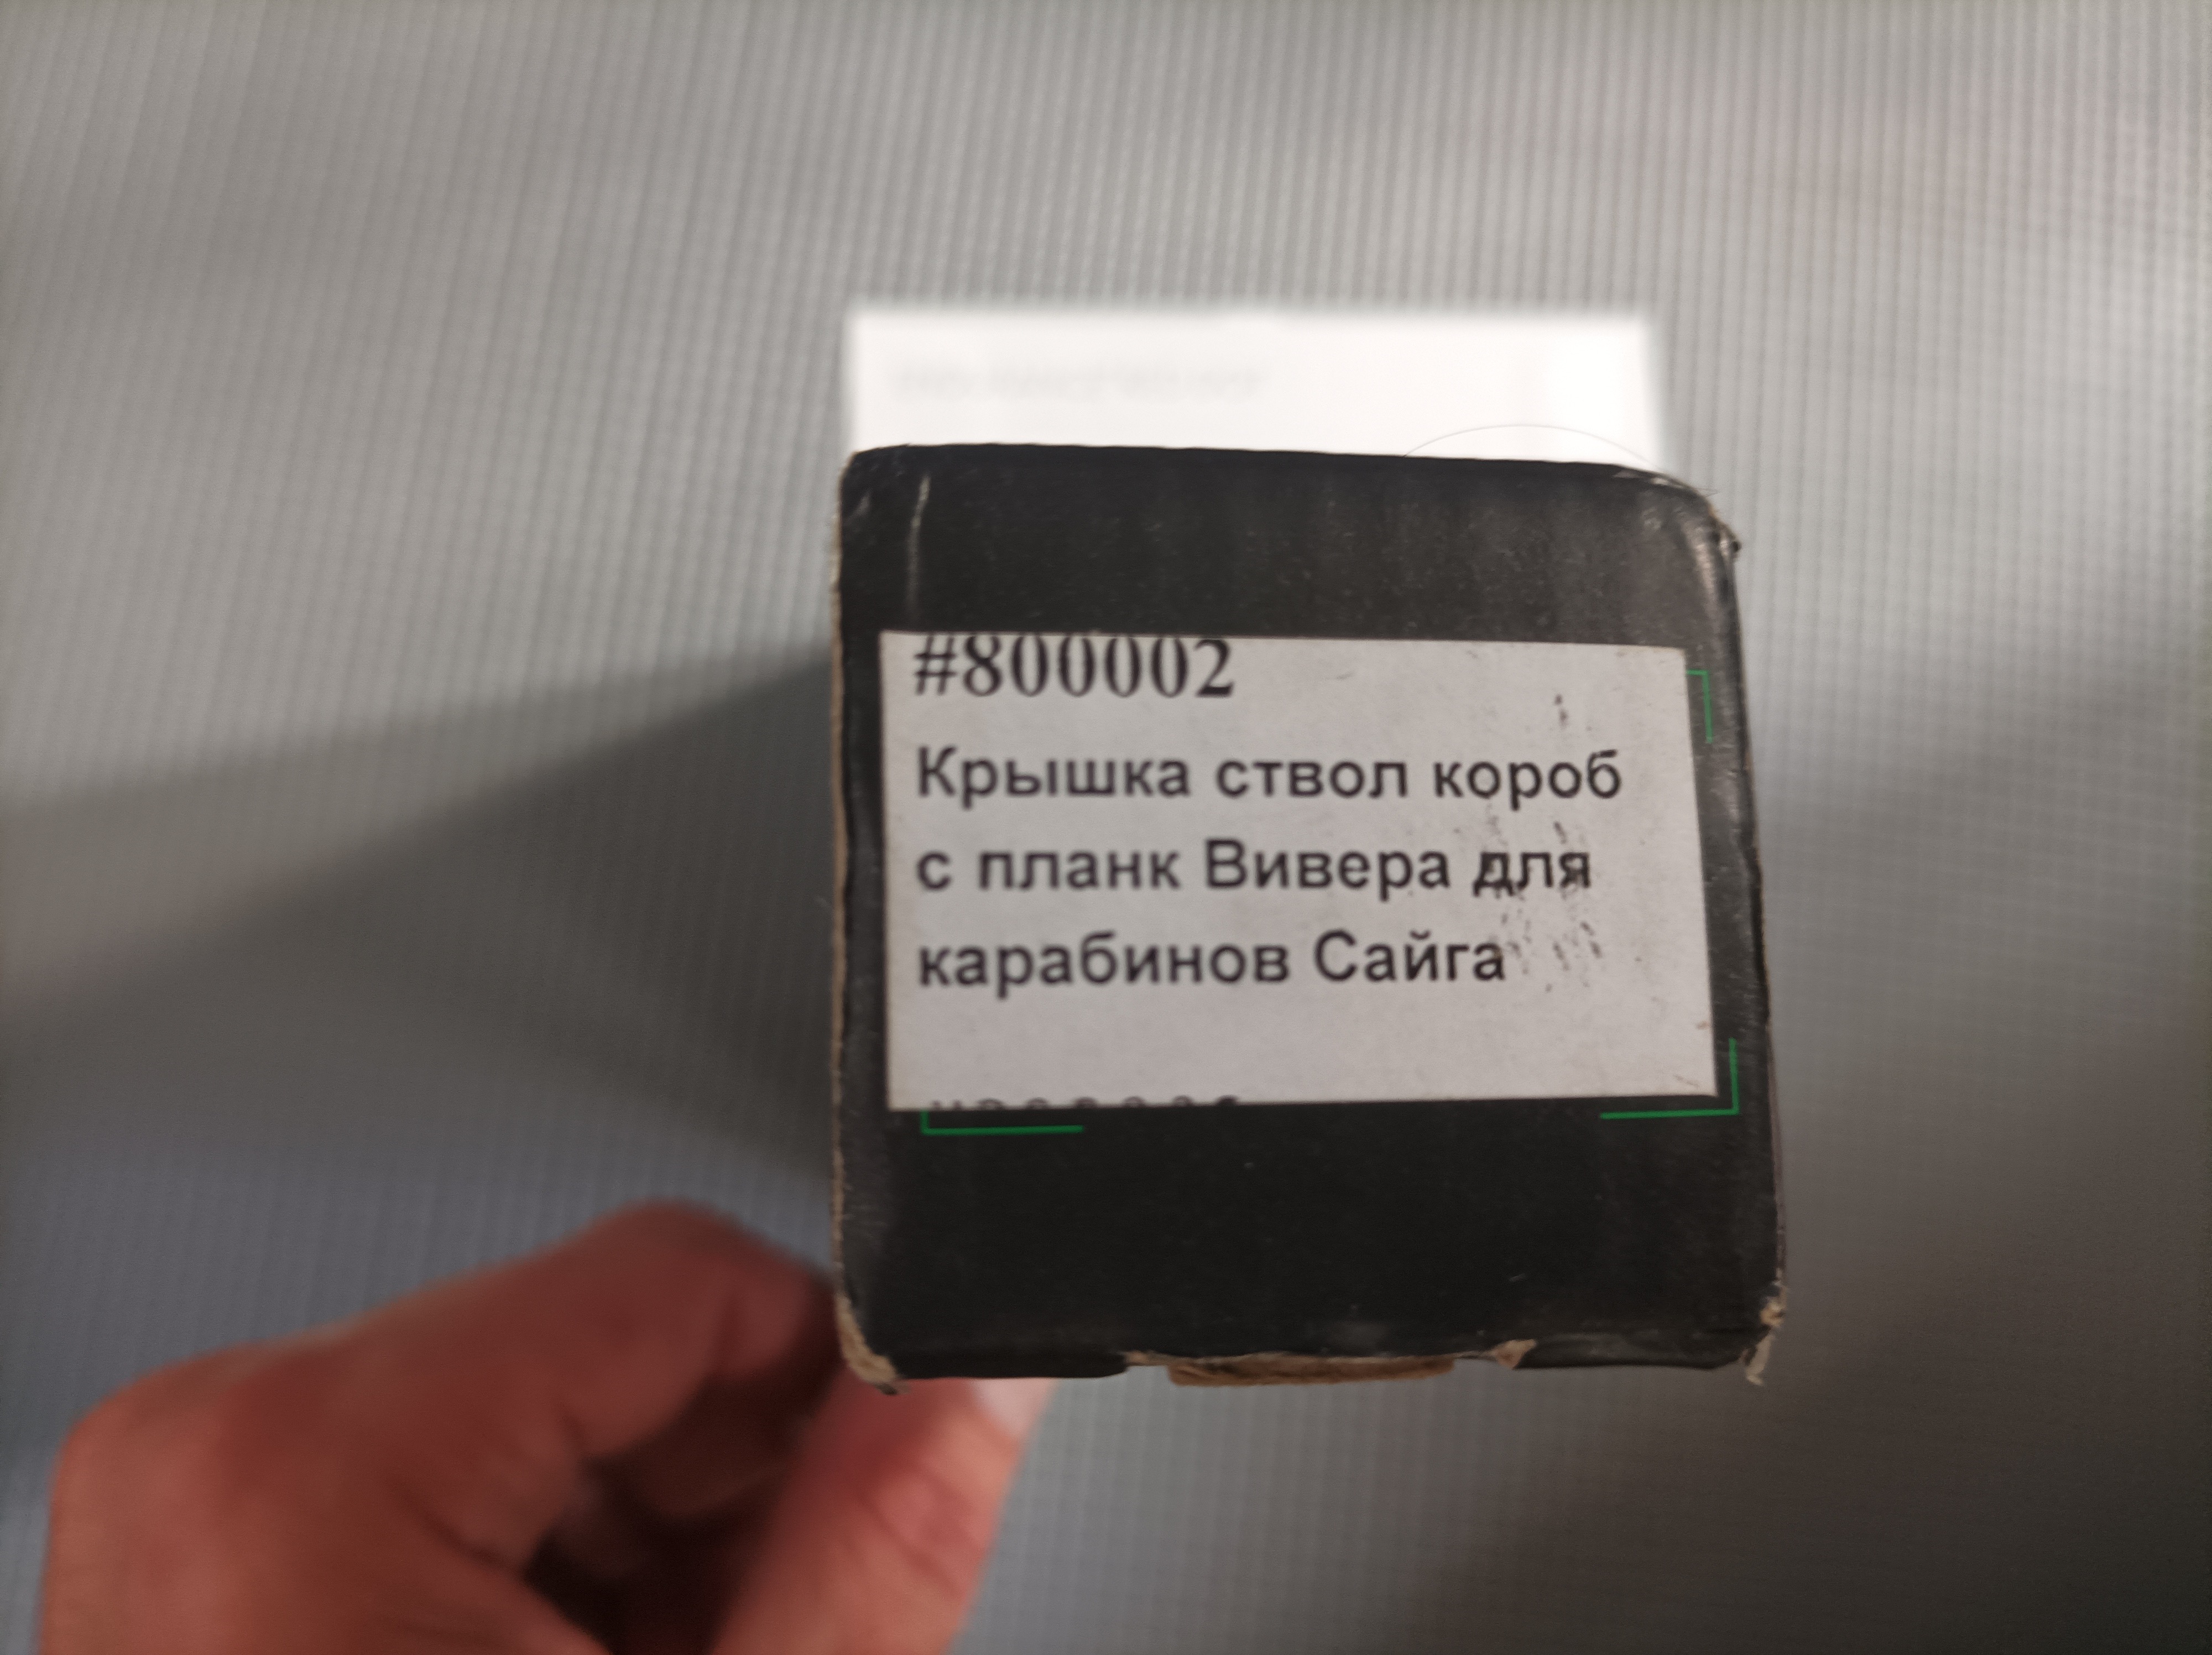 #800002
Крышка ствол короб
с планк Вивера для
карабинов Сайга